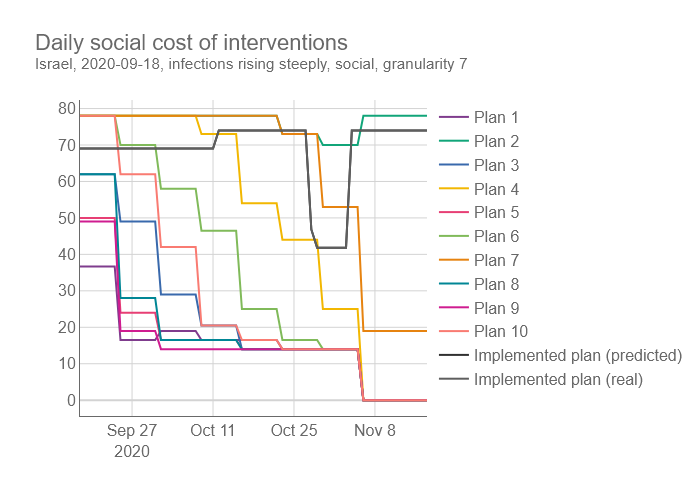 Daily social cost of interventions
Israel, 2020-09-18, infections rising steeply, social, granularity 7
80
70
60
50
40
30
20
10
0
Sep 27
2020
Oct 11
Oct 25
Nov 8
Plan 1
Plan 2
Plan 3
Plan 4
Plan 5
Plan 6
Plan 7
Plan 8
Plan 9
Plan 10
Implemented plan (predicted)
Implemented plan (real)